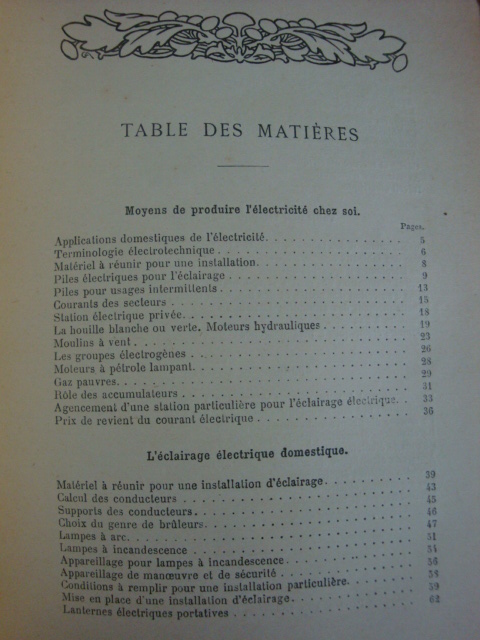 TABLE DES MATIÈRES
Moyens de produire l'électricité chez soi.
Pages.
Applications domestiques de l'électricité. . . . . . . . . . . . 5
Terminologie électrotechnique . . . . . . . . . . . . 6
Matériel à réunir pour une installation. . . . . . . . . . . . 8
Piles électriques pour l'éclairage . . . . . . . . . . . . 9
Piles pour usages intermittents . . . . . . . . . . . . 13
Courants des secteurs . . . . . . . . . . . . 15
Station électrique privée. . . . . . . . . . . . 18
La houille blanche ou verte. Moteurs hydrauliques . . . . . . . . 19
Moulins à vent . . . . . . . . . . . . 23
Les groupes électrogènes . . . . . . . . . . . . 26
Moteurs à pétrole lampant. . . . . . . . . . . . 28
Gaz pauvres. . . . . . . . . . . . 29
Rôle des accumulateurs . . . . . . . . . . . . 31
Agencement d'une station particulière pour l'éclairage électrique. . 33
Prix de revient du courant électrique . . . . . . . . . . . . 36
L'éclairage électrique domestique.
Matériel à réunir pour une installation d'éclairage. . . . . . . . 39
Calcul des conducteurs . . . . . . . . . . . . 43
Supports des conducteurs. . . . . . . . . . . . 45
Choix du genre de brûleurs. . . . . . . . . . . . 46
Lampes à arc. . . . . . . . . . . . 47
Lampes à incandescence . . . . . . . . . . . . 51
Appareillage pour lampes à incandescence. . . . . . . . . . . . 54
Appareillage de manœuvre et de sécurité . . . . . . . . . . . . 56
Conditions à remplir pour une installation particulière. . . . . . 58
Mise en place d'une installation d'éclairage. . . . . . . . . . . 59
Lanternes électriques portatives . . . . . . . . . . . . 62